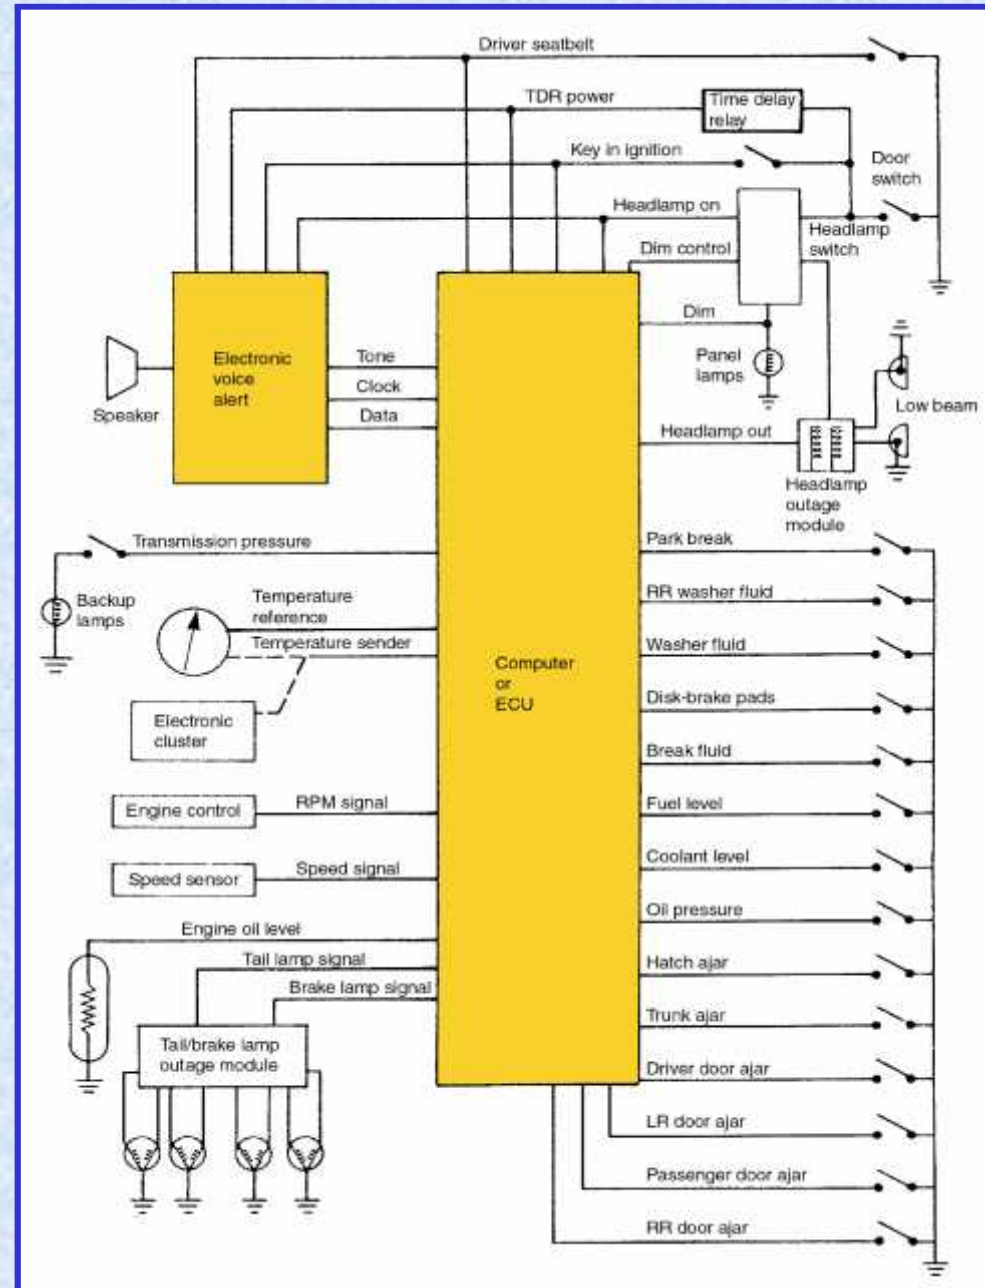 Driver seatbelt
TDR power
Time delay
relay
Key in ignition
Door
switch
Headlamp on
Headlamp
switch
Dim control
Dim
Panel
lamps
Electronic
voice
alert
Tone
Clock
Data
Speaker
Low beam
Headlamp out
Headlamp
outage
module
Transmission pressure
Backup
lamps
Temperature
reference
Temperature sender
Electronic
cluster
Computer
or
ECU
Engine control
RPM signal
Speed sensor
Speed signal
Engine oil level
Tail lamp signal
Brake lamp signal
Tail/brake lamp
outage module
Park break
RR washer fluid
Washer fluid
Disk-brake pads
Break fluid
Fuel level
Coolant level
Oil pressure
Hatch ajar
Trunk ajar
Driver door ajar
LR door ajar
Passenger door ajar
RR door ajar